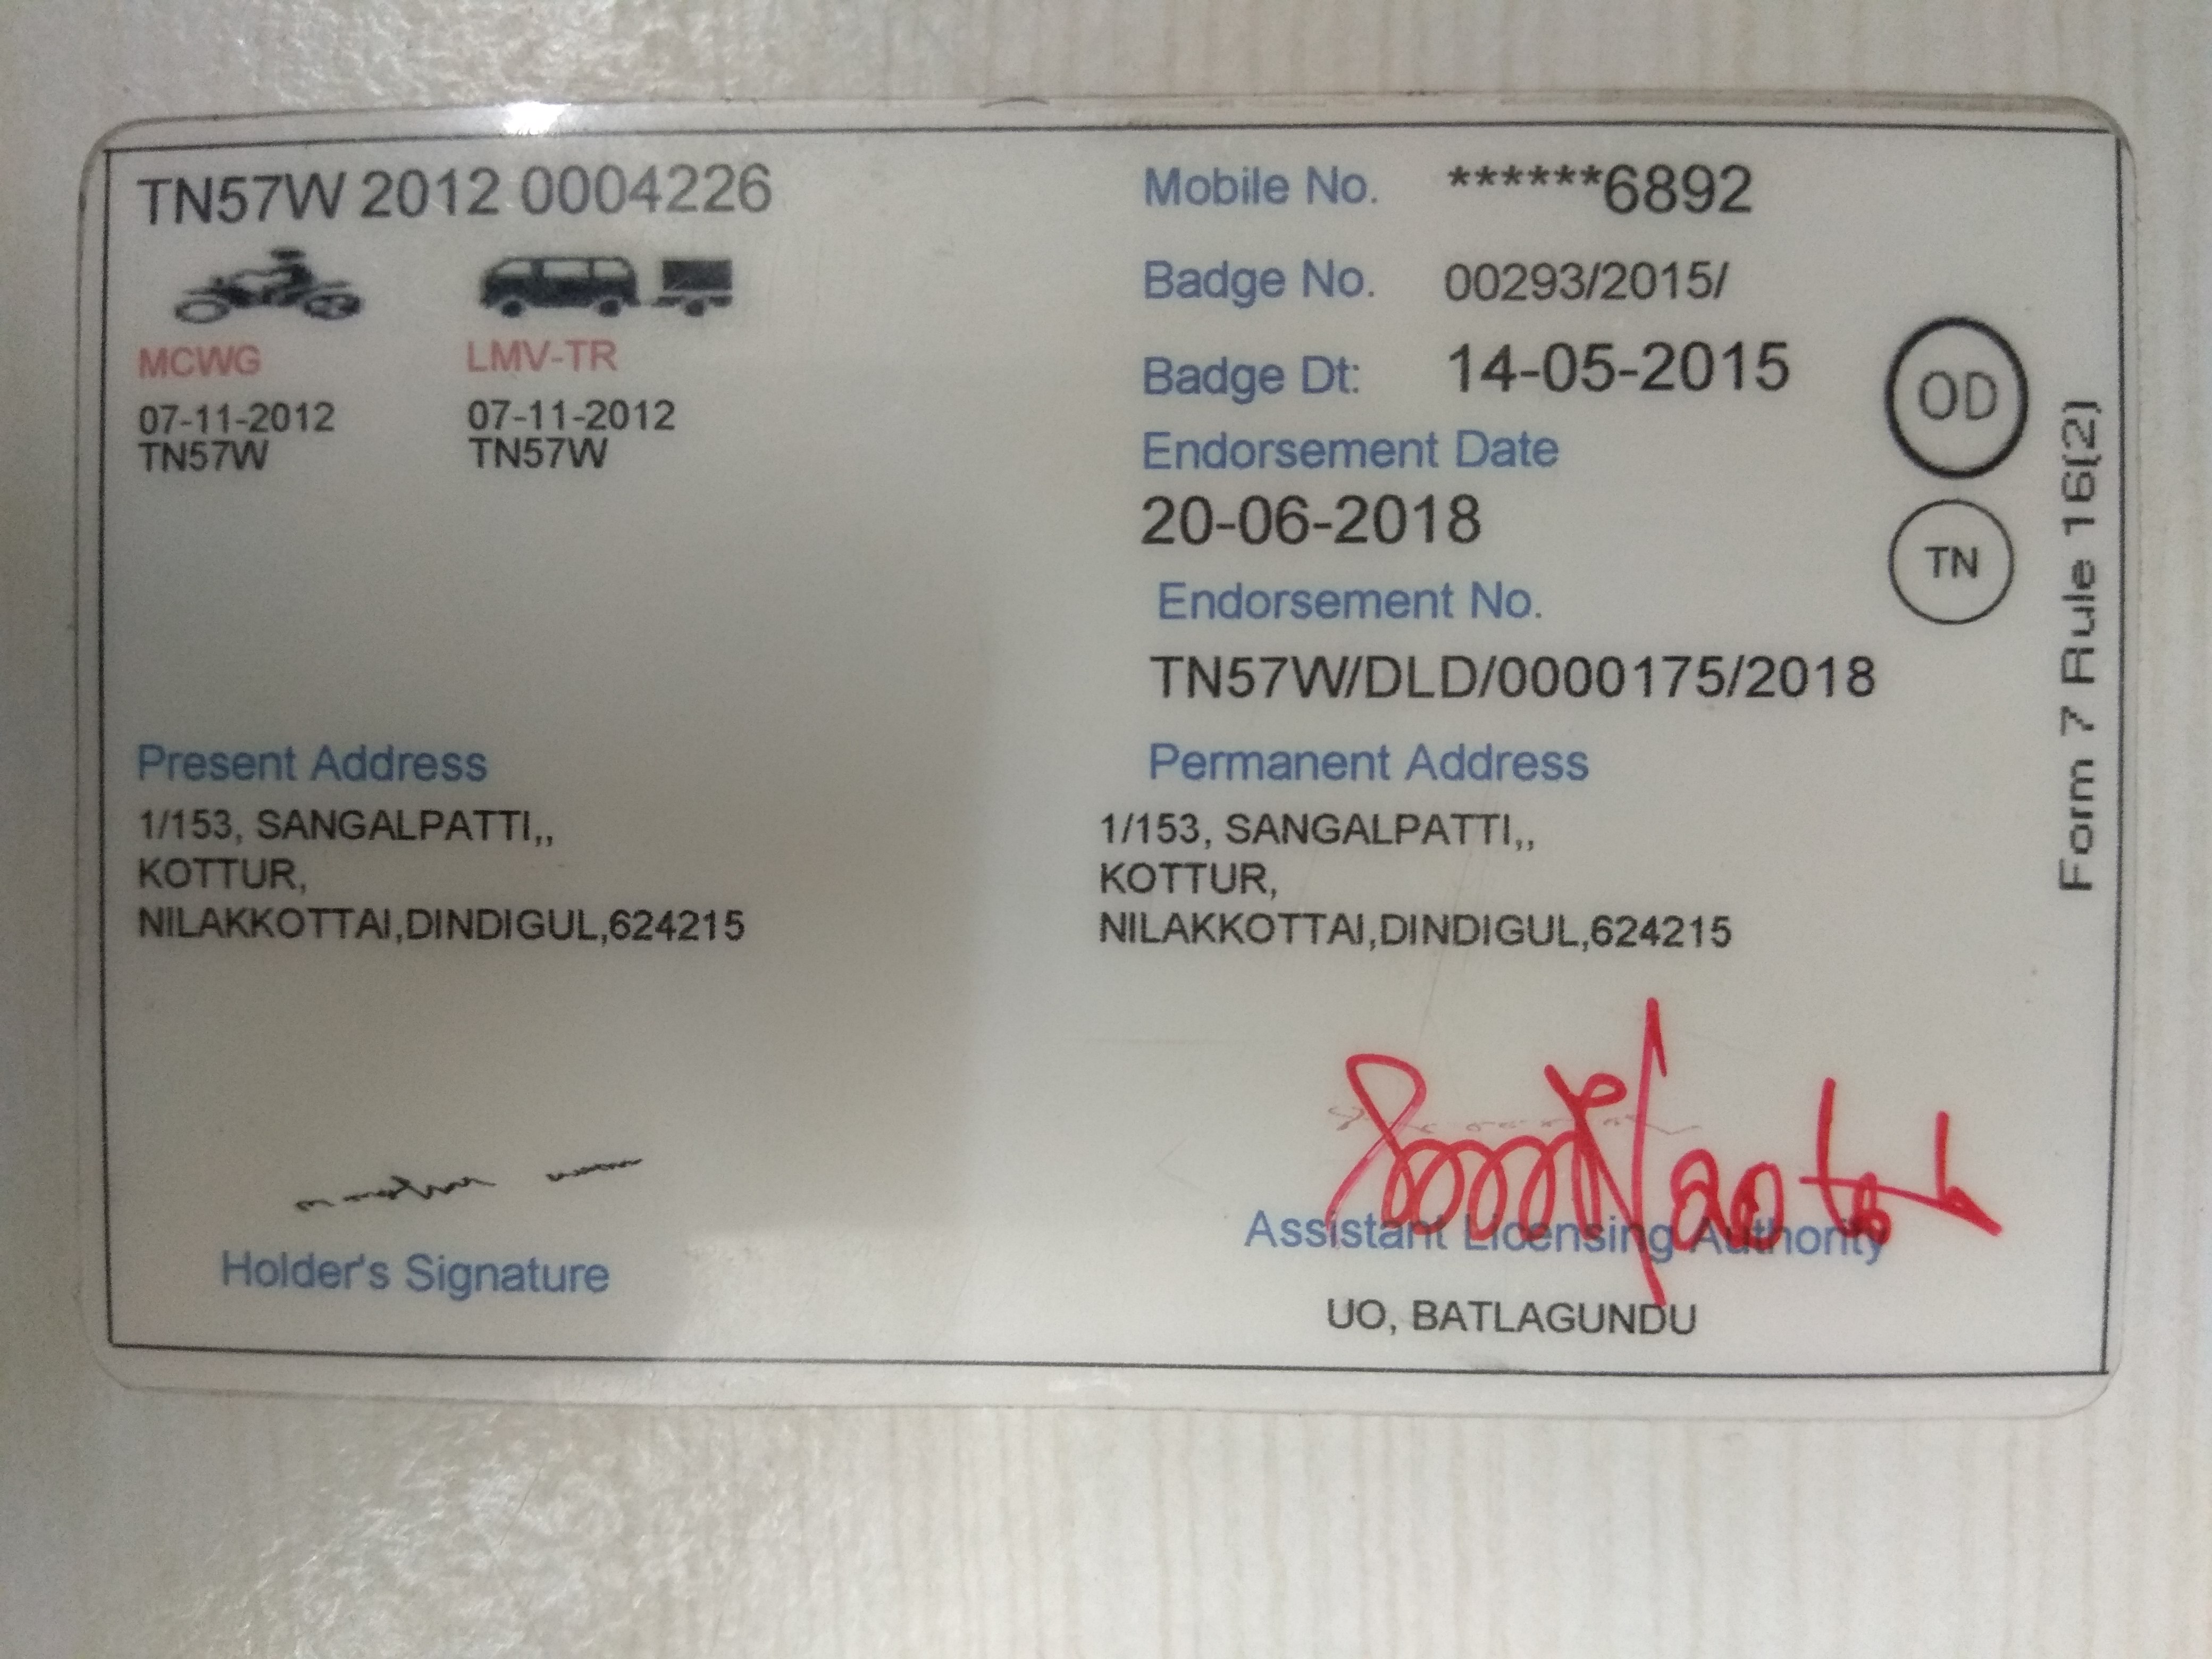 TN57W 2012 0004226
MCWG
07-11-2012
TN57W
LMV-TR
07-11-2012
TN57W
Mobile No. ******6892
Badge No. 00293/2015/
Badge Dt: 14-05-2015
Endorsement Date
20-06-2018
Endorsement No.
TN57W/DLD/0000175/2018
OD
TN
Form 7 Rule 16(2)
Present Address
1/153, SANGALPATTI,,
KOTTUR,
NILAKKOTTAI,DINDIGUL,624215
Permanent Address
1/153, SANGALPATTI,,
KOTTUR,
NILAKKOTTAI,DINDIGUL,624215
Holder's Signature
Assistant Licensing Authority
UO, BATLAGUNDU